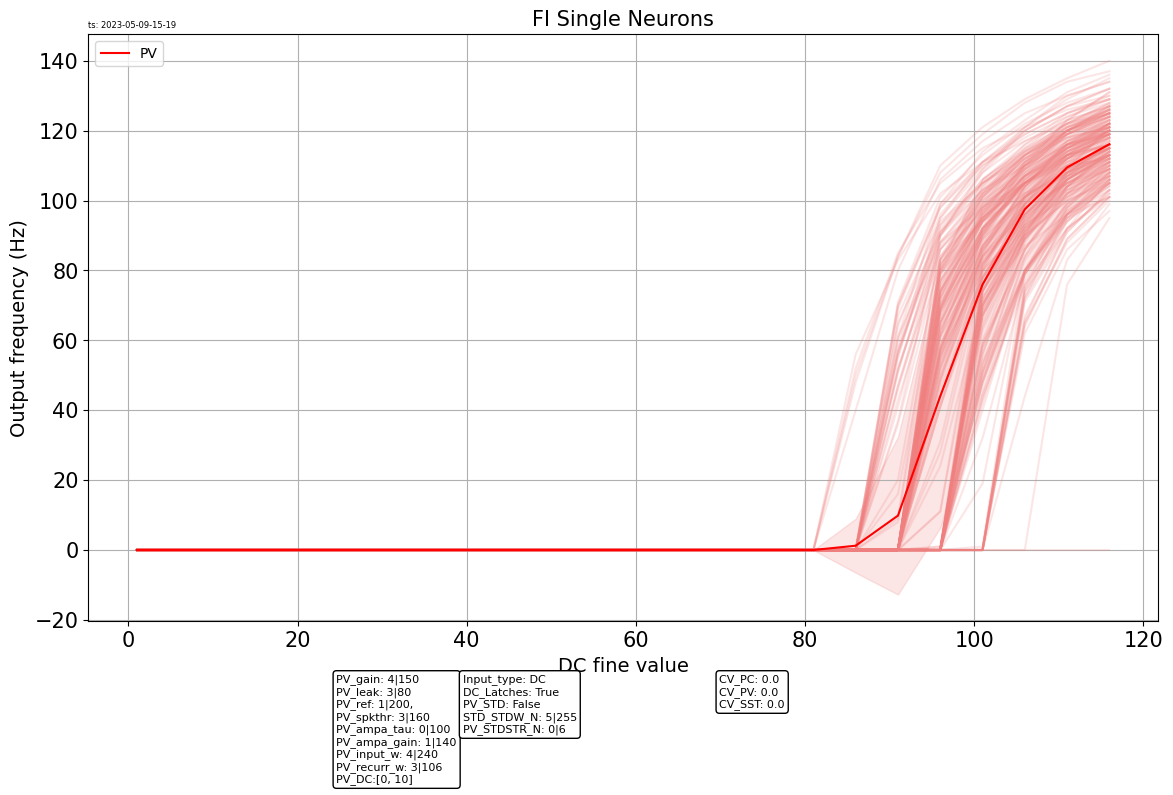 FI Single Neurons
ts: 2023-05-09-15-19
PV
140
120
100
80
60
40
20
0
−20
Output frequency (Hz)
0 20 40 60 80 100 120
DC fine value
PV_gain: 4|150
PV_leak: 3|80
PV_ref: 1|200,
PV_spkthr: 3|160
PV_ampa_tau: 0|100
PV_ampa_gain: 1|140
PV_input_w: 4|240
PV_recurr_w: 3|106
PV_DC:[0, 10]
Input_type: DC
DC_Latches: True
PV_STD: False
STD_STDW_N: 5|255
PV_STDSTR_N: 0|6
CV_PC: 0.0
CV_PV: 0.0
CV_SST: 0.0